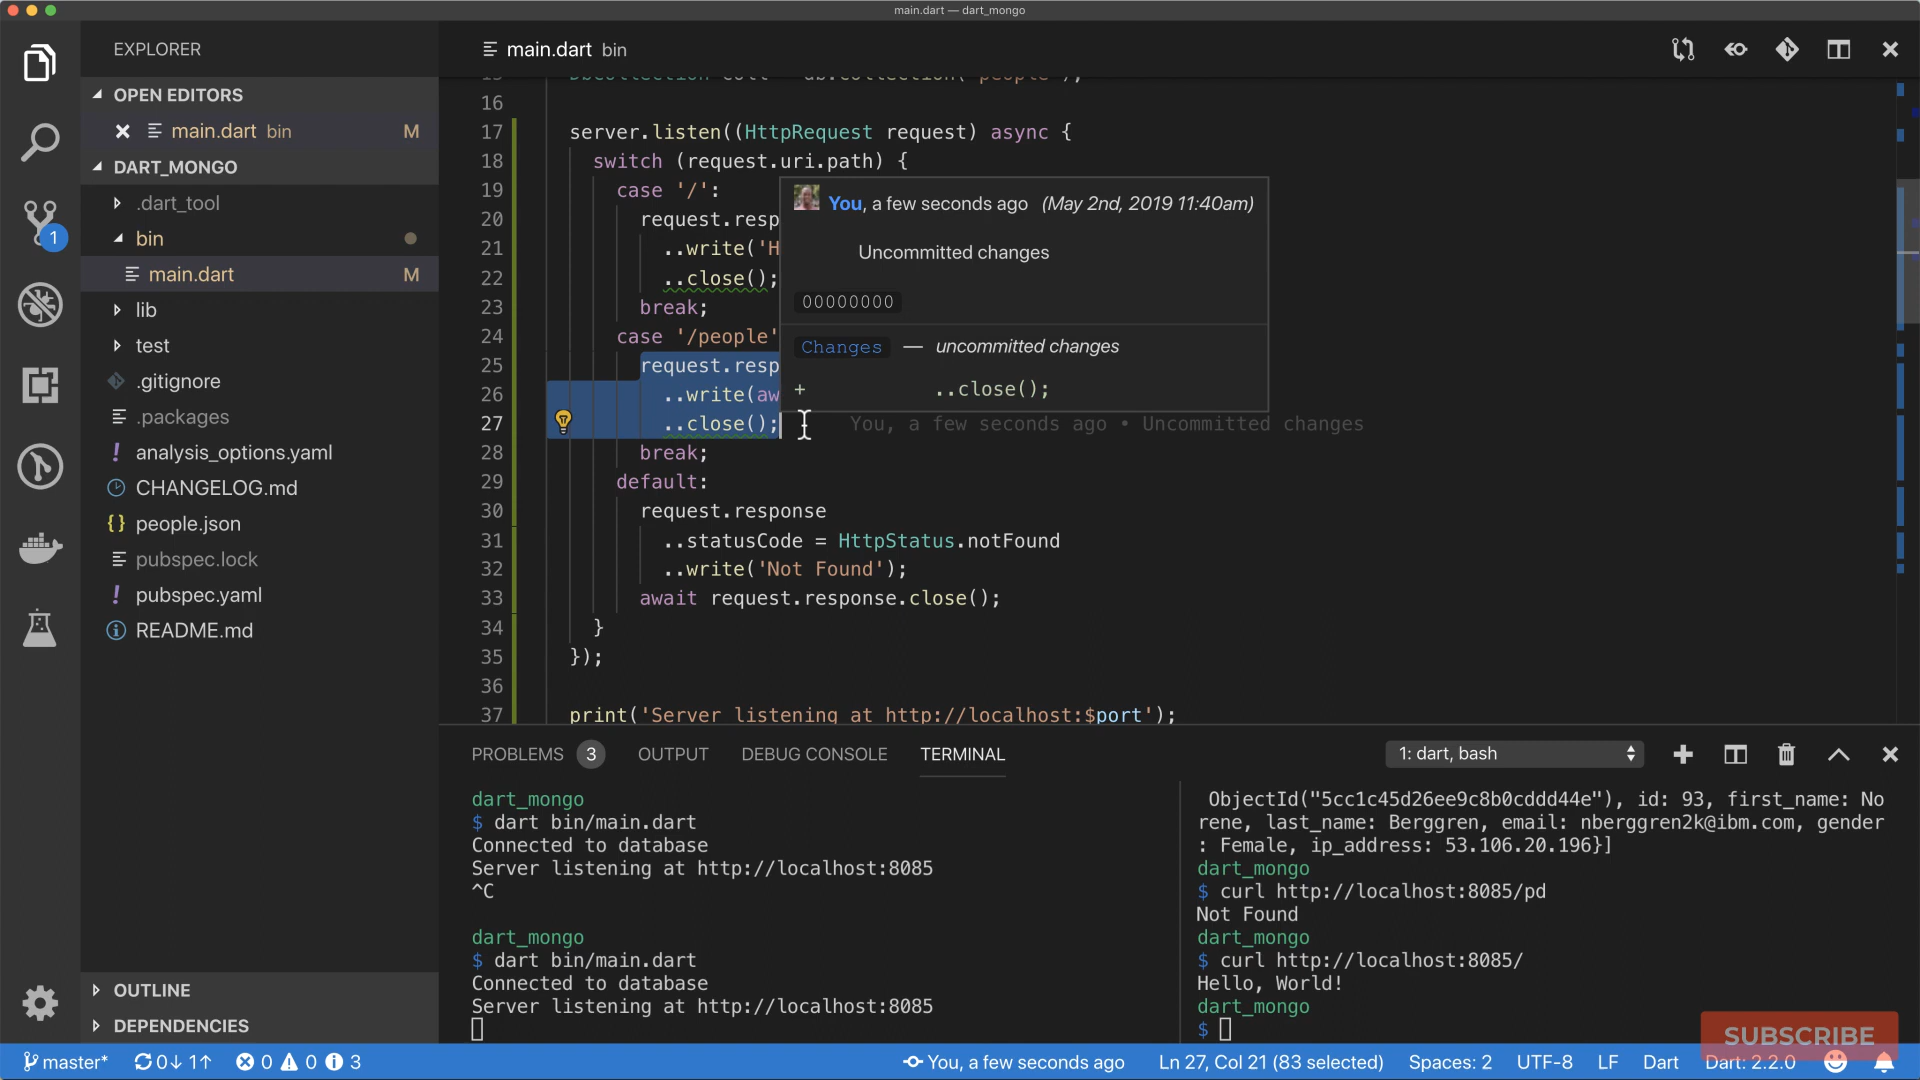 main.dart — dart_mongo
EXPLORER
OPEN EDITORS
main.dart bin M
DART_MONGO
.dart_tool
bin
main.dart M
lib
test
.gitignore
.packages
analysis_options.yaml
CHANGELOG.md
people.json
pubspec.lock
pubspec.yaml
README.md
OUTLINE
DEPENDENCIES
1
main.dart bin
15 DbCollection coll = db.collection('people');
16
17 server.listen((HttpRequest request) async {
18 switch (request.uri.path) {
19 case '/':
20 request.resp
21 ..write('H
22 ..close();
23 break;
24 case '/people'
25 request.resp
26 ..write(aw
27 ..close(); You, a few seconds ago • Uncommitted changes
28 break;
29 default:
30 request.response
31 ..statusCode = HttpStatus.notFound
32 ..write('Not Found');
33 await request.response.close();
34 }
35 });
36
37 print('Server listening at http://localhost:$port');
You, a few seconds ago (May 2nd, 2019 11:40am)
Uncommitted changes
00000000
Changes — uncommitted changes
+ ..close();
PROBLEMS 3 OUTPUT DEBUG CONSOLE TERMINAL 1: dart, bash
dart_mongo
$ dart bin/main.dart
Connected to database
Server listening at http://localhost:8085
^C
dart_mongo
$ dart bin/main.dart
Connected to database
Server listening at http://localhost:8085
ObjectId("5cc1c45d26ee9c8b0cddd44e"), id: 93, first_name: No
rene, last_name: Berggren, email: nberggren2k@ibm.com, gender
: Female, ip_address: 53.106.20.196}]
dart_mongo
$ curl http://localhost:8085/pd
Not Found
dart_mongo
$ curl http://localhost:8085/
Hello, World!
dart_mongo
$
SUBSCRIBE
master* 0↓ 1↑ 0 0 3 You, a few seconds ago Ln 27, Col 21 (83 selected) Spaces: 2 UTF-8 LF Dart Dart: 2.2.0